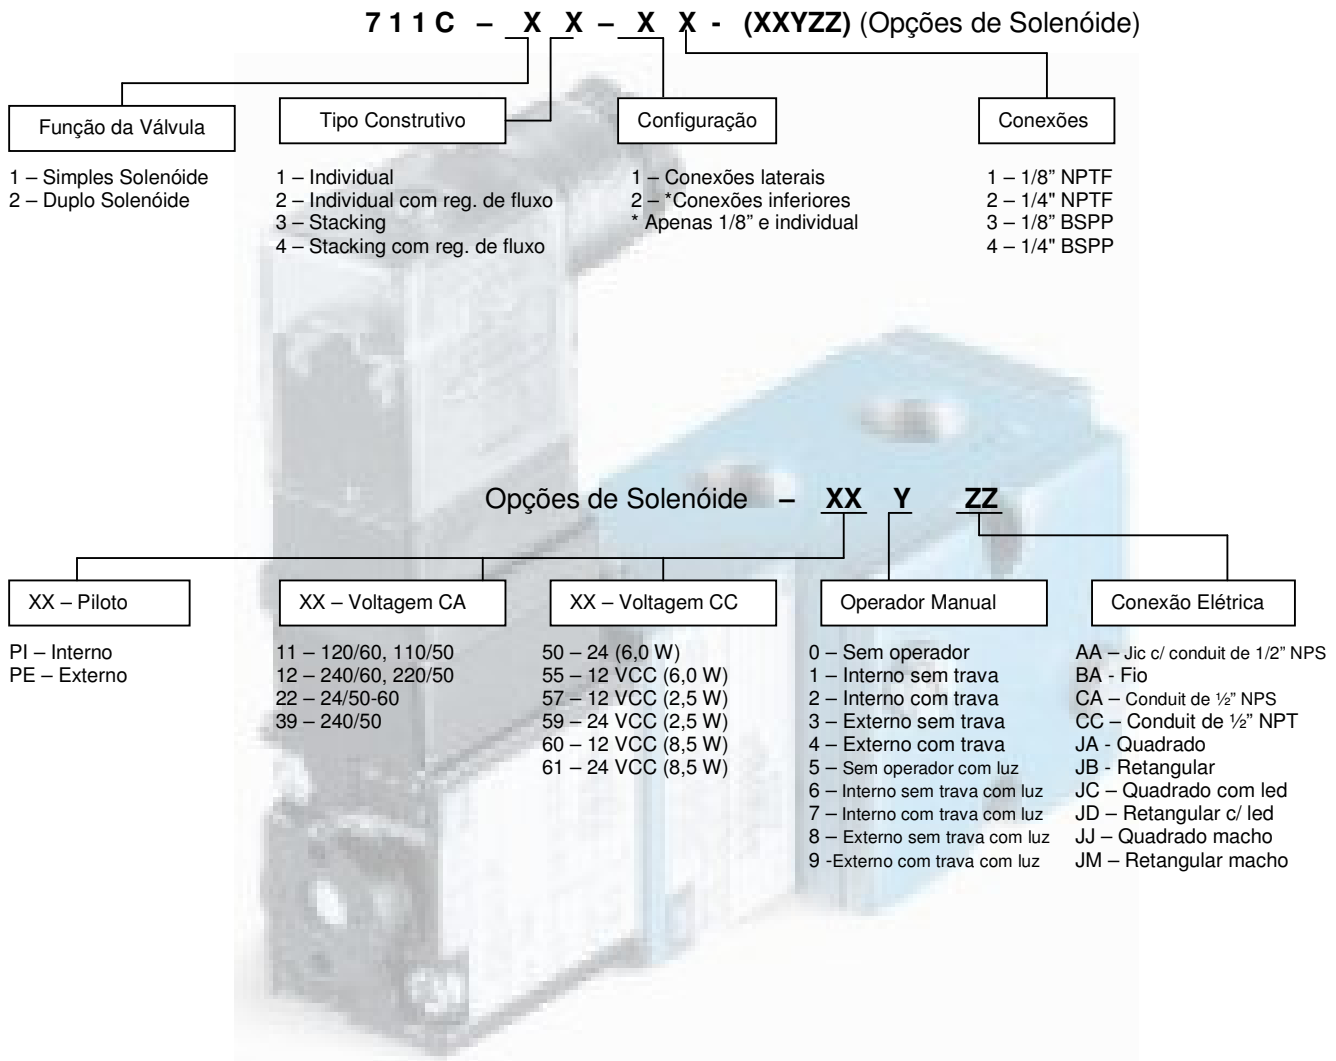 7 1 1 C – X X – X X - (XXYZZ) (Opções de Solenóide)
Função da Válvula
1 – Simples Solenóide
2 – Duplo Solenóide
Tipo Construtivo
1 – Individual
2 – Individual com reg. de fluxo
3 – Stacking
4 – Stacking com reg. de fluxo
Configuração
1 – Conexões laterais
2 – *Conexões inferiores
* Apenas 1/8” e individual
Conexões
1 – 1/8” NPTF
2 – 1/4" NPTF
3 – 1/8” BSPP
4 – 1/4" BSPP
Opções de Solenóide – XX Y ZZ
XX – Piloto
PI – Interno
PE – Externo
XX – Voltagem CA
11 – 120/60, 110/50
12 – 240/60, 220/50
22 – 24/50-60
39 – 240/50
XX – Voltagem CC
50 – 24 (6,0 W)
55 – 12 VCC (6,0 W)
57 – 12 VCC (2,5 W)
59 – 24 VCC (2,5 W)
60 – 12 VCC (8,5 W)
61 – 24 VCC (8,5 W)
Operador Manual
0 – Sem operador
1 – Interno sem trava
2 – Interno com trava
3 – Externo sem trava
4 – Externo com trava
5 – Sem operador com luz
6 – Interno sem trava com luz
7 – Interno com trava com luz
8 – Externo sem trava com luz
9 -Externo com trava com luz
Conexão Elétrica
AA – Jic c/ conduit de 1/2” NPS
BA - Fio
CA – Conduit de ½” NPS
CC – Conduit de ½” NPT
JA - Quadrado
JB - Retangular
JC – Quadrado com led
JD – Retangular c/ led
JJ – Quadrado macho
JM – Retangular macho